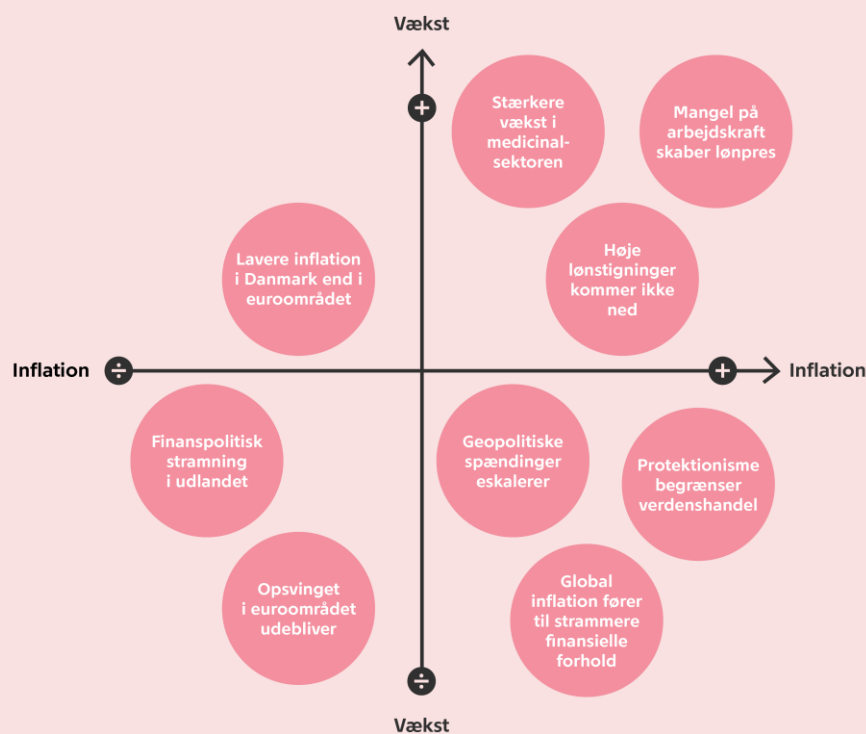 Vækst
+
Stærkere
vækst i
medicinal-
sektoren
Mangel på
arbejdskraft
skaber lønpres
Lavere inflation
i Danmark end i
euroområdet
Høje
lønstigninger
kommer ikke
ned
Inflation
÷
+
Inflation
Finanspolitisk
stramning
i udlandet
Geopolitiske
spændinger
eskalerer
Protektionisme
begrænser
verdenshandel
Opsvinget
i euroområdet
udebliver
Global
inflation fører
til strammere
finansielle
forhold
÷
Vækst